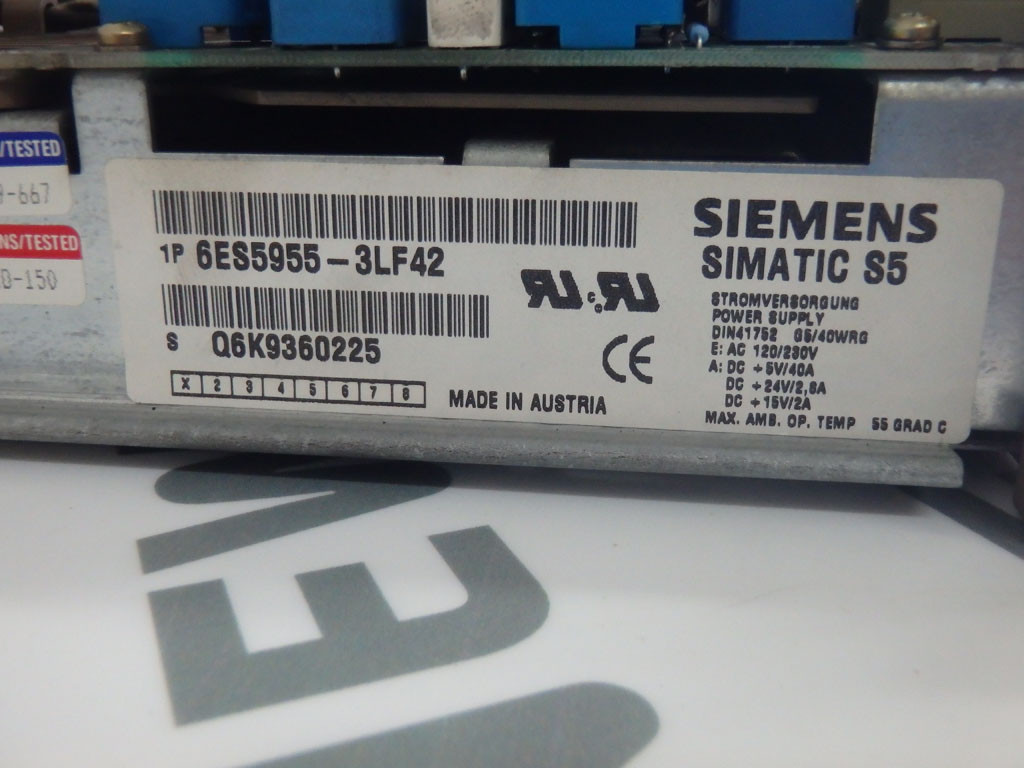 /TESTED
9-667
NS/TESTED
D-150
1P 6ES5955-3LF42
S Q6K9360225
X 2 3 4 5 6 7 8
MADE IN AUSTRIA
SIEMENS
SIMATIC S5
STROMVERSORGUNG
POWER SUPPLY
DIN41752 G5/40WRG
E: AC 120/230V
A: DC +5V/40A
DC +24V/2,8A
DC +15V/2A
MAX. AMB. OP. TEMP 55 GRAD C
CE